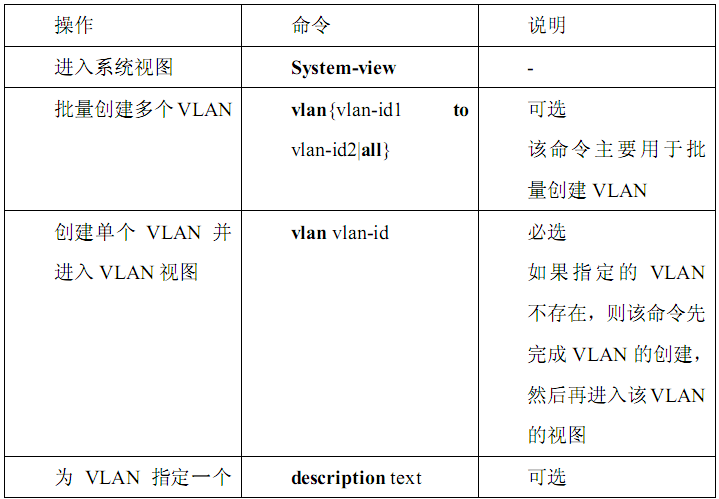 操作 命令 说明
进入系统视图 System-view -
批量创建多个VLAN vlan{vlan-id1 to 可选
vlan-id2|all} 该命令主要用于批
量创建 VLAN
创建单个 VLAN 并 vlan vlan-id 必选
进入 VLAN 视图 如果指定的 VLAN
不存在，则该命令先
完成 VLAN 的创建，
然后再进入该VLAN
的视图
为 VLAN 指定一个 description text 可选